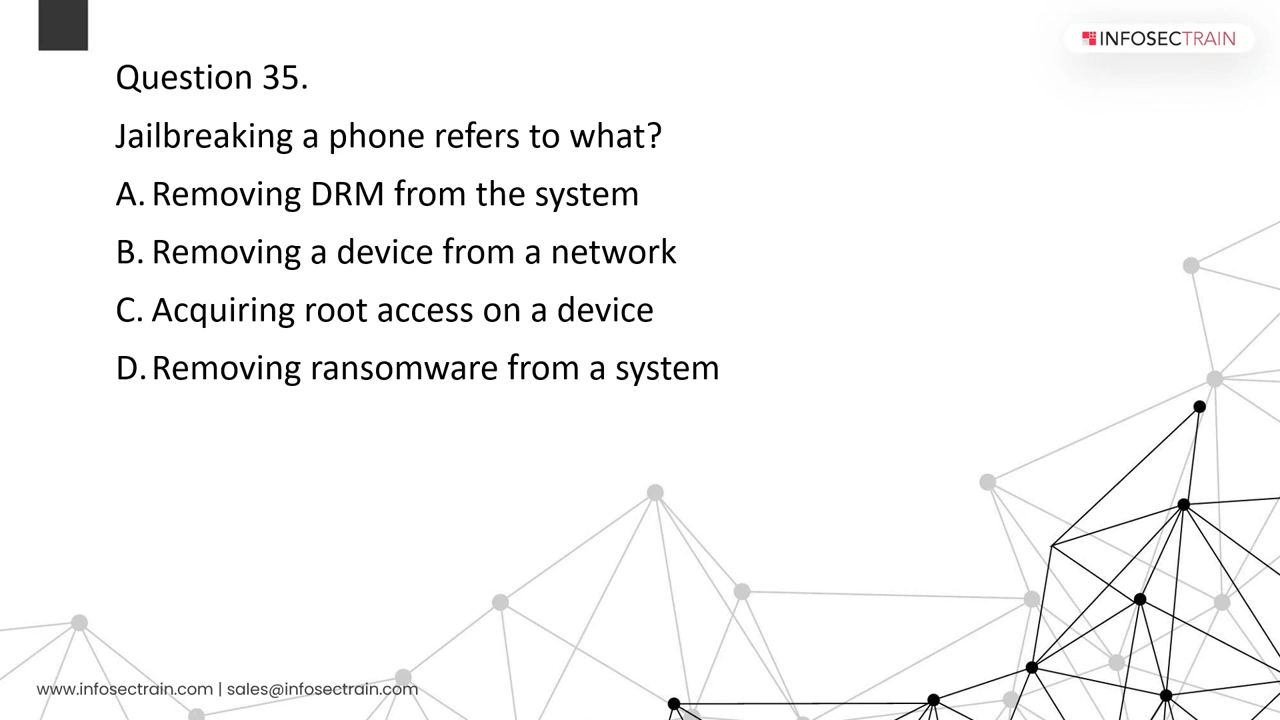 INFOSECTRAIN
Question 35.
Jailbreaking a phone refers to what?
A. Removing DRM from the system
B. Removing a device from a network
C. Acquiring root access on a device
D. Removing ransomware from a system
www.infosectrain.com | sales@infosectrain.com